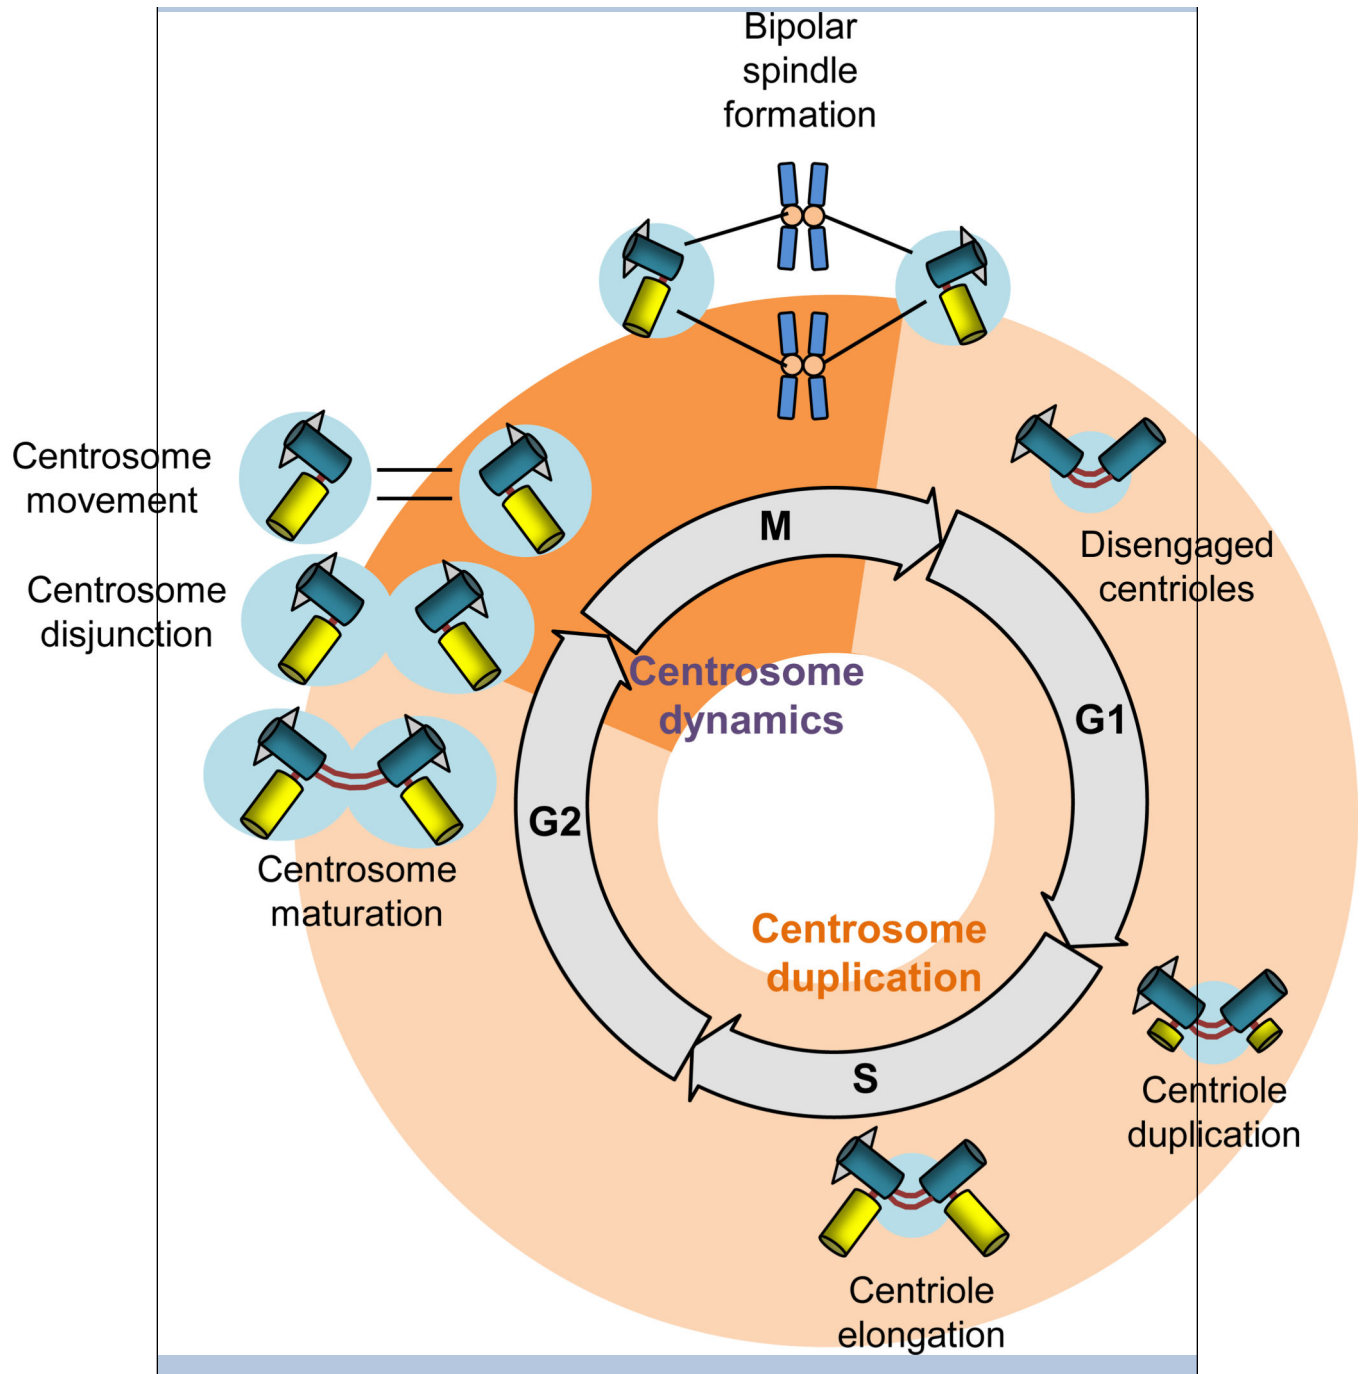 Bipolar
spindle
formation
Centrosome
movement
Centrosome
disjunction
Centrosome
maturation
Disengaged
centrioles
Centriole
duplication
Centriole
elongation
M
G1
S
G2
Centrosome
dynamics
Centrosome
duplication